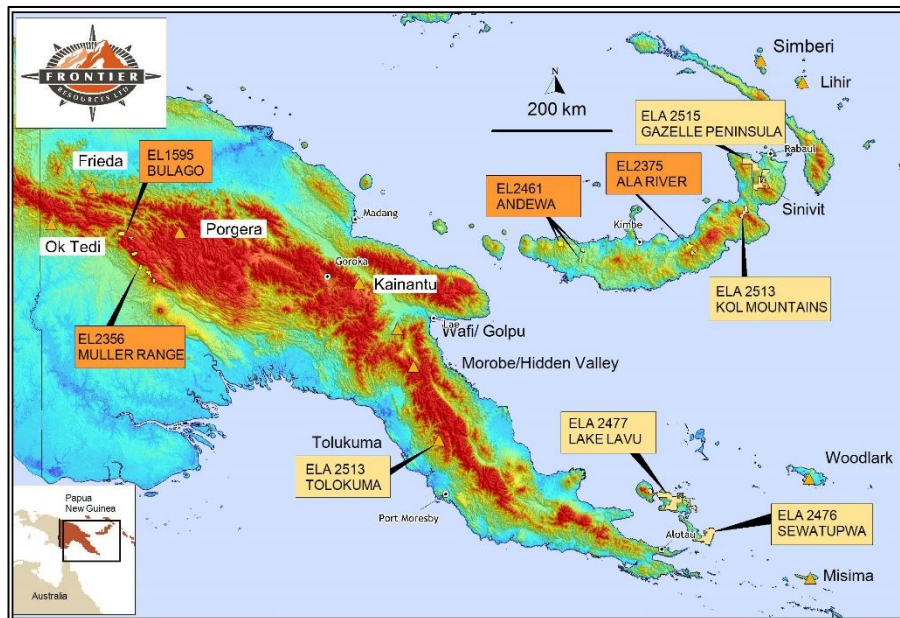 FRONTIER
RESOURCES LTD
N
200 km
Simberi
Lihir
ELA 2515
GAZELLE PENINSULA
Rabaul
EL1595
BULAGO
Frieda
EL2461
ANDEWA
EL2375
ALA RIVER
Sinivit
Madang
Kimbe
Ok Tedi
Porgera
Goroka
Kainantu
ELA 2513
KOL MOUNTAINS
EL2356
MULLER RANGE
Lae
Wafi/ Golpu
Morobe/Hidden Valley
ELA 2477
LAKE LAVU
Tolukuma
ELA 2513
TOLOKUMA
Woodlark
Port Moresby
ELA 2476
SEWATUPWA
Alotau
Misima
Papua
New Guinea
Australia